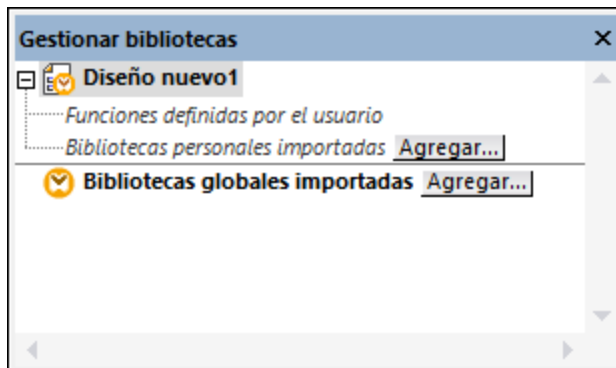 Gestionar bibliotecas
Diseño nuevo1
Funciones definidas por el usuario
Bibliotecas personales importadas Agregar...
Bibliotecas globales importadas Agregar...